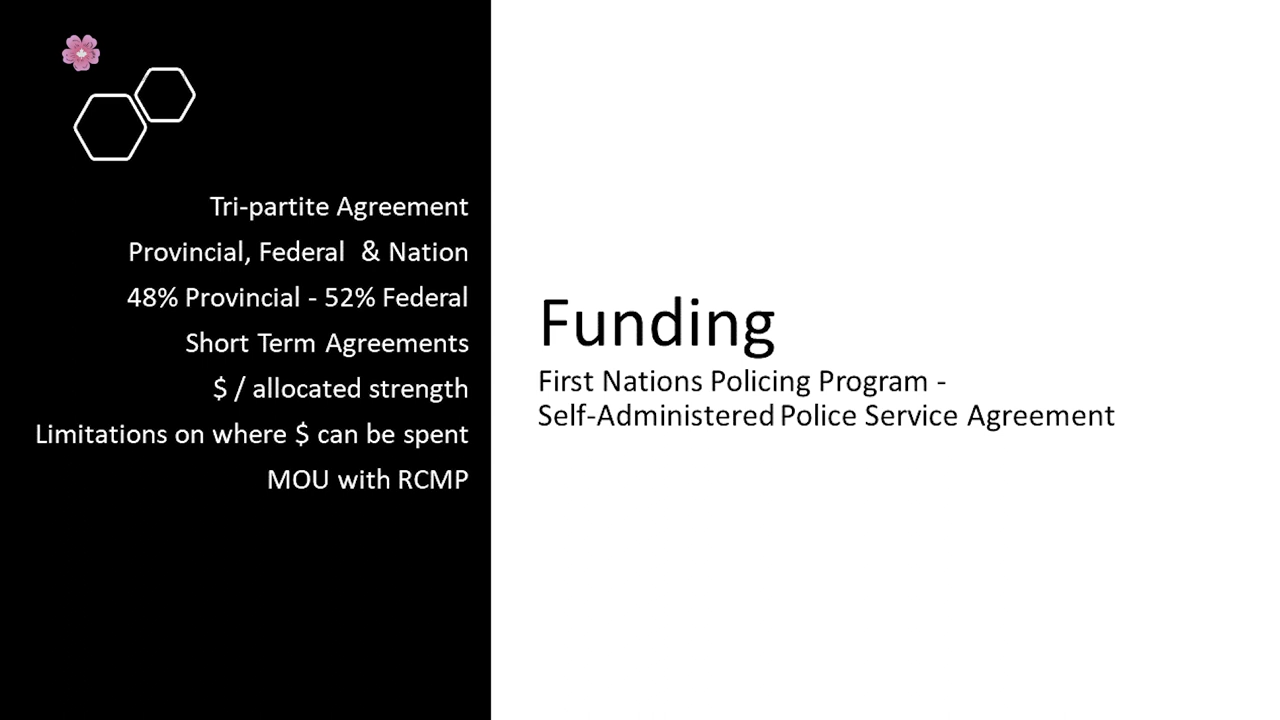 Tri-partite Agreement
Provincial, Federal & Nation
48% Provincial - 52% Federal
Short Term Agreements
$ / allocated strength
Limitations on where $ can be spent
MOU with RCMP
Funding
First Nations Policing Program -
Self-Administered Police Service Agreement